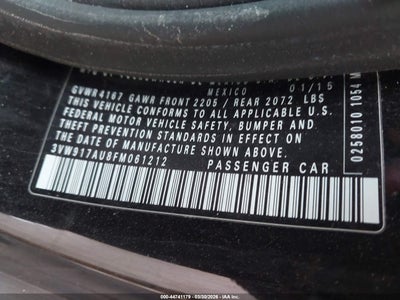 MEXICO 01/15
GVWR4167 GAWR FRONT 2205 / REAR 2072 LBS
THIS VEHICLE CONFORMS TO ALL APPLICABLE U.S.
FEDERAL MOTOR VEHICLE SAFETY, BUMPER AND
THEFT PREVENTION STANDARDS IN EFFECT ON THE
DATE OF MANUFACTURE SHOWN ABOVE.
3VW917AU8FM061212 PASSENGER CAR
0258010 1054 M
000-44741179 - 03/30/2026 - IAA Inc.